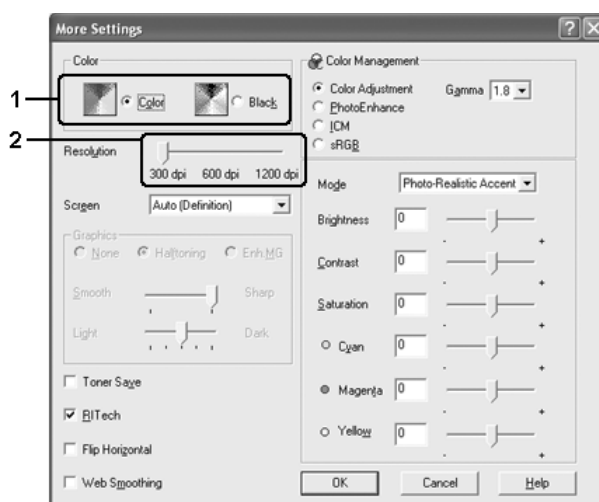 More Settings
Color
1
Color
Black
2
Resolution
300 dpi 600 dpi 1200 dpi
Screen
Auto (Definition)
Graphics
None
Halftoning
Enh.MG
Smooth
Sharp
Light
Dark
Toner Save
RITech
Flip Horizontal
Web Smoothing
Color Management
Color Adjustment
Gamma
1.8
PhotoEnhance
ICM
sRGB
Mode
Photo-Realistic Accent
Brightness
0
- +
Contrast
0
- +
Saturation
0
- +
Cyan
0
- +
Magenta
0
- +
Yellow
0
- +
OK
Cancel
Help